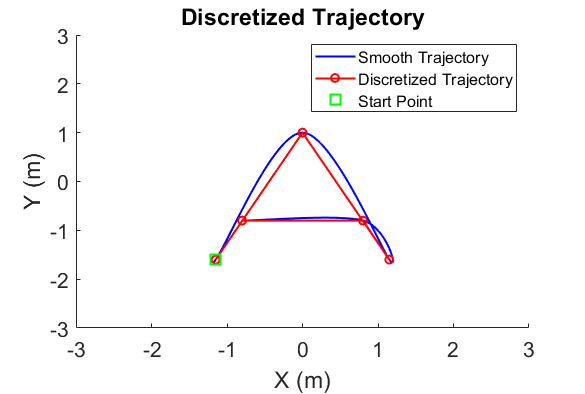 Discretized Trajectory
Smooth Trajectory
Discretized Trajectory
Start Point
Y (m)
3
2
1
0
-1
-2
-3
-3 -2 -1 0 1 2 3
X (m)